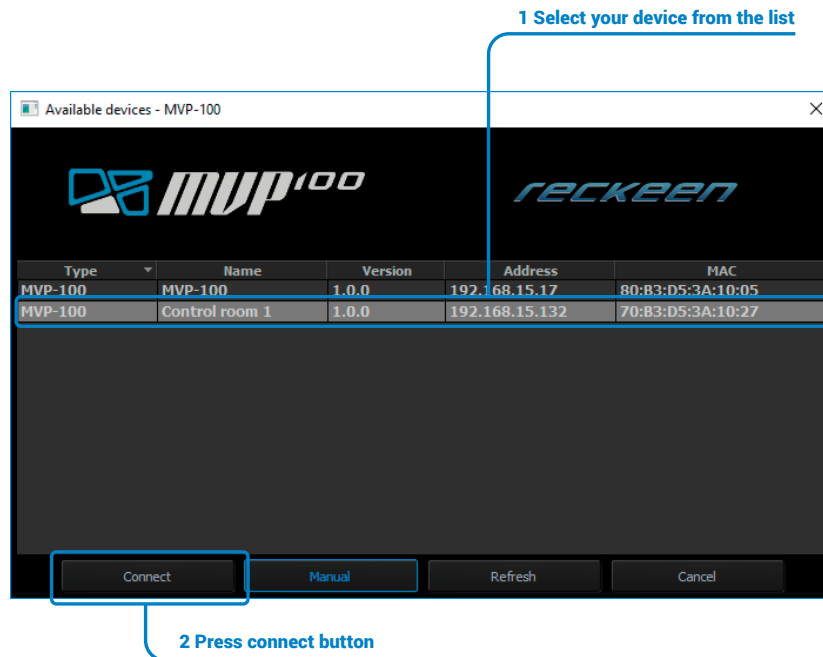 1 Select your device from the list
Available devices - MVP-100
mvp100
reckeen
Type Name Version Address MAC
MVP-100 MVP-100 1.0.0 192.168.15.17 80:B3:D5:3A:10:05
MVP-100 Control room 1 1.0.0 192.168.15.132 70:B3:D5:3A:10:27
Connect Manual Refresh Cancel
2 Press connect button